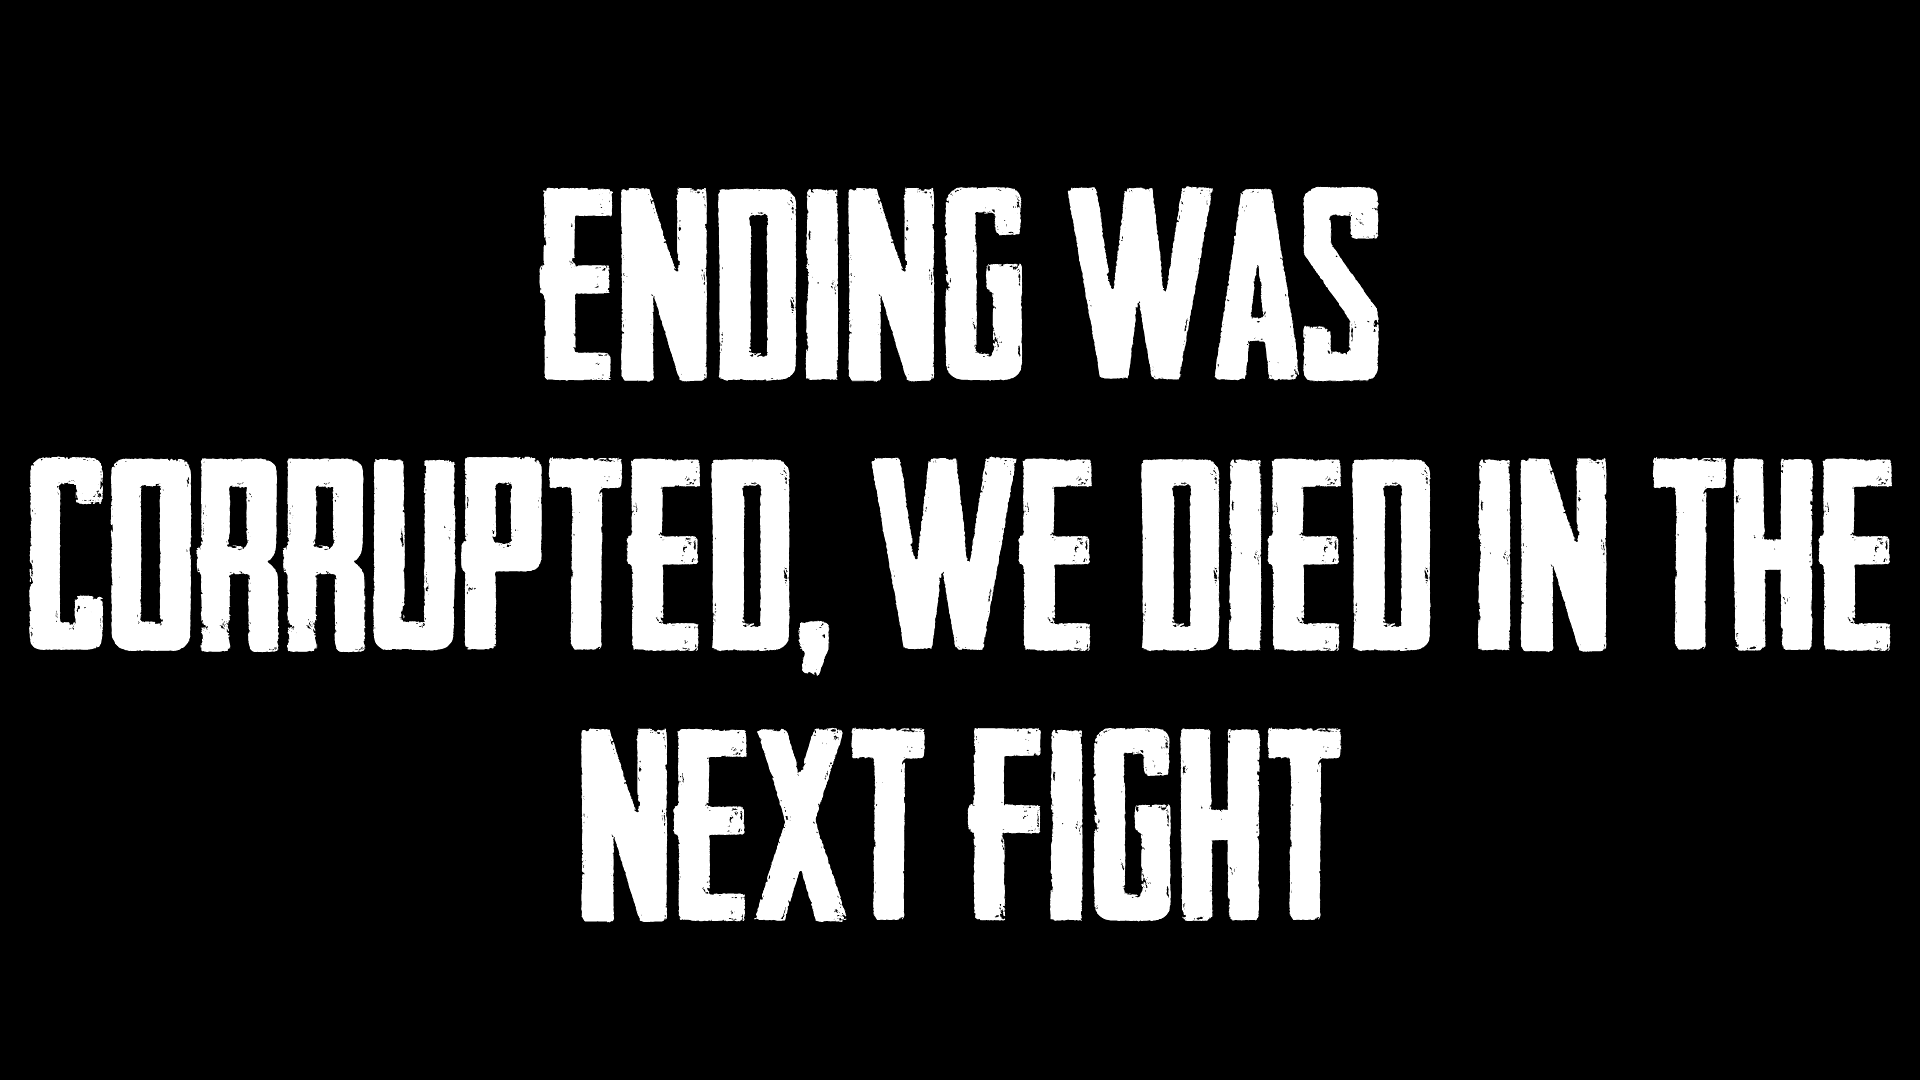 ENDING WAS
CORRUPTED, WE DIED IN THE
NEXT FIGHT